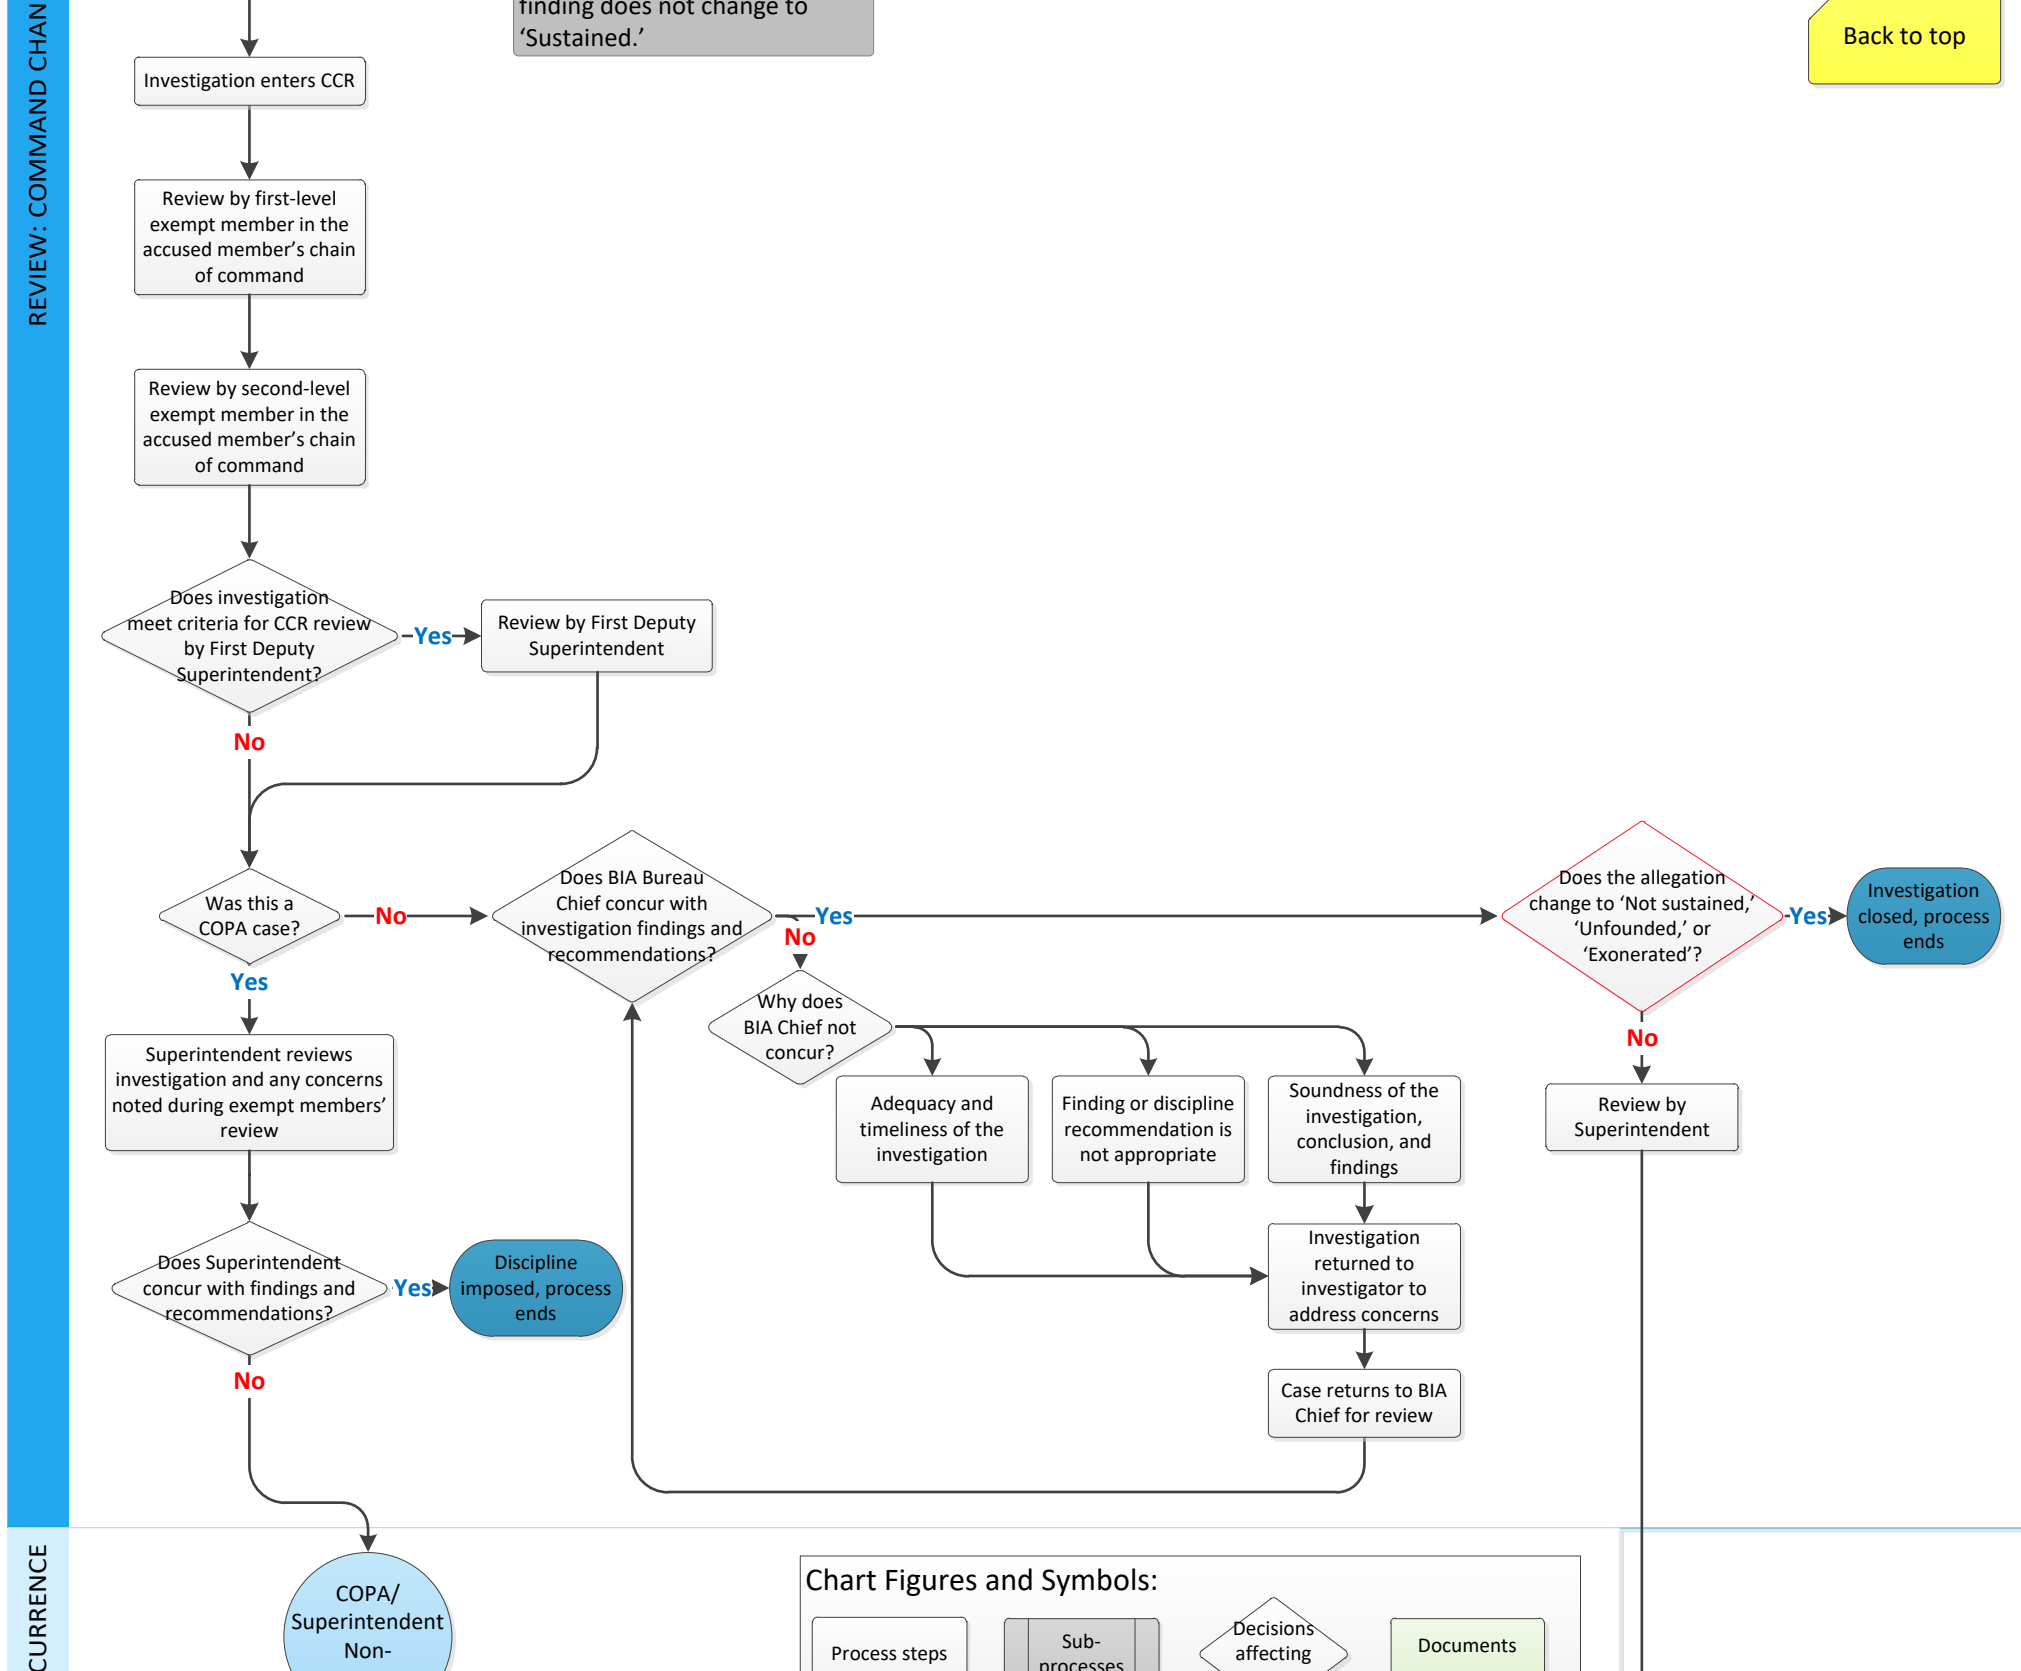 REVIEW: COMMAND CHAN
finding does not change to
‘Sustained.’
Back to top
Investigation enters CCR
Review by first-level
exempt member in the
accused member’s chain
of command
Review by second-level
exempt member in the
accused member’s chain
of command
Does investigation
meet criteria for CCR review
by First Deputy
Superintendent?
Yes
Review by First Deputy
Superintendent
No
Was this a
COPA case?
No
Does BIA Bureau
Chief concur with
investigation findings and
recommendations?
Yes
No
Does the allegation
change to ‘Not sustained,’
‘Unfounded,’ or
‘Exonerated’?
Yes
Investigation
closed, process
ends
Yes
Why does
BIA Chief not
concur?
No
Superintendent reviews
investigation and any concerns
noted during exempt members’
review
Adequacy and
timeliness of the
investigation
Finding or discipline
recommendation is
not appropriate
Soundness of the
investigation,
conclusion, and
findings
Review by
Superintendent
Does Superintendent
concur with findings and
recommendations?
Yes
Discipline
imposed, process
ends
Investigation
returned to
investigator to
address concerns
No
Case returns to BIA
Chief for review
CURRENCE
COPA/
Superintendent
Non-
Chart Figures and Symbols:
Process steps
Sub-
processes
Decisions
affecting
Documents